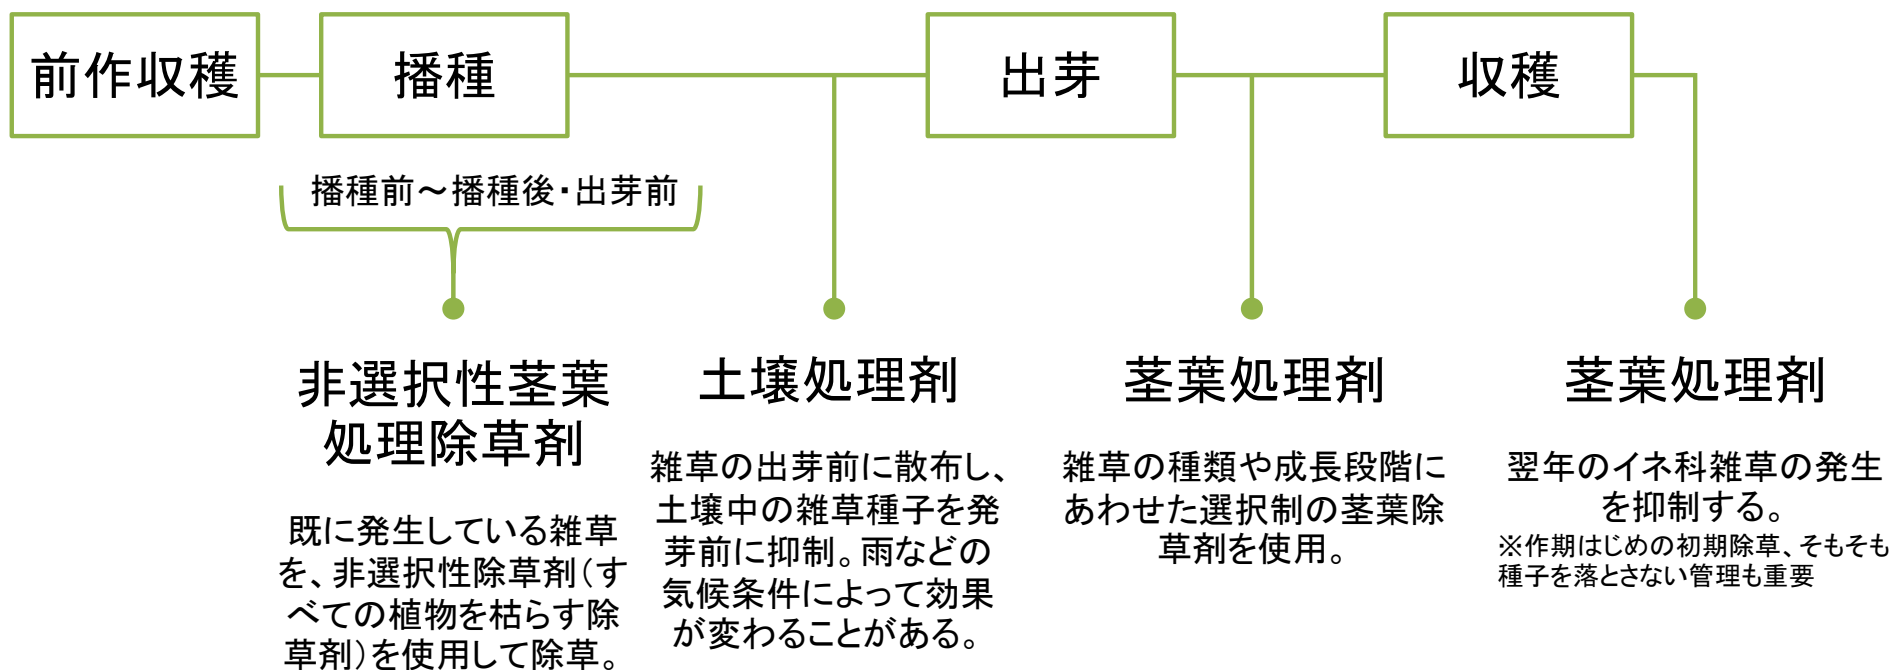 前作収穫
播種
出芽
収穫
播種前～播種後・出芽前
非選択性茎葉
処理除草剤
既に発生している雑草
を、非選択性除草剤（す
べての植物を枯らす除
草剤）を使用して除草。
土壌処理剤
雑草の出芽前に散布し、
土壌中の雑草種子を発
芽前に抑制。雨などの
気候条件によって効果
が変わることがある。
茎葉処理剤
雑草の種類や成長段階に
あわせた選択制の茎葉除
草剤を使用。
茎葉処理剤
翌年のイネ科雑草の発生
を抑制する。
※作期はじめの初期除草、そもそも
種子を落とさない管理も重要